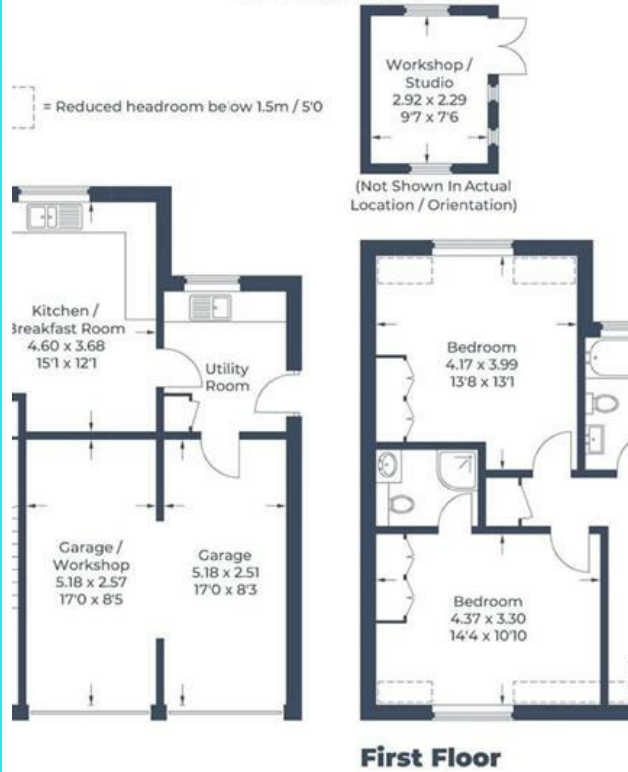 Workshop /
Studio
2.92 x 2.29
9'7 x 7'6
= Reduced headroom below 1.5m / 5'0
(Not Shown In Actual
Location / Orientation)
Kitchen /
Breakfast Room
4.60 x 3.68
15'1 x 12'1
Utility
Room
Bedroom
4.17 x 3.99
13'8 x 13'1
Garage /
Workshop
5.18 x 2.57
17'0 x 8'5
Garage
5.18 x 2.51
17'0 x 8'3
Bedroom
4.37 x 3.30
14'4 x 10'10
First Floor